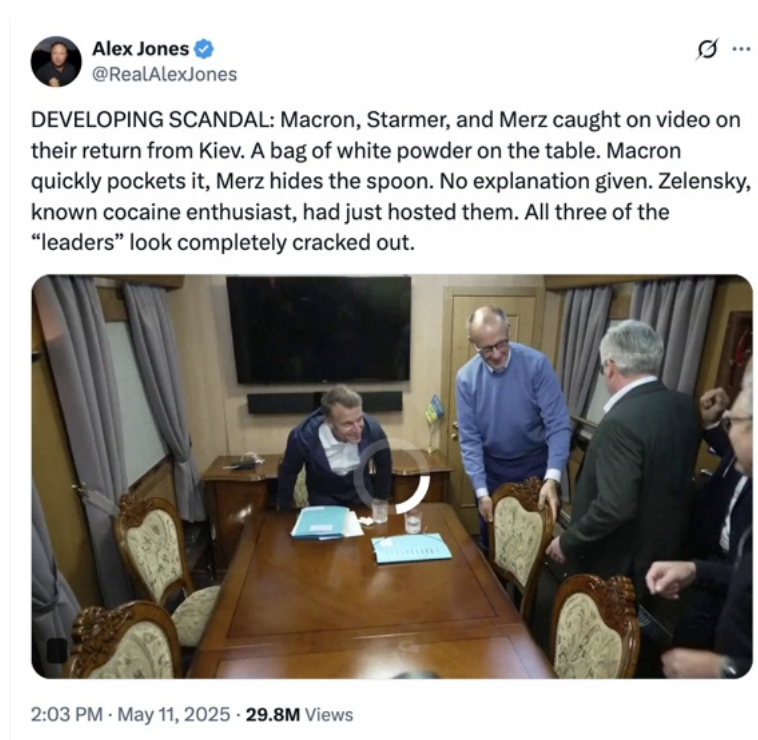 Alex Jones
@RealAlexJones
DEVELOPING SCANDAL: Macron, Starmer, and Merz caught on video on
their return from Kiev. A bag of white powder on the table. Macron
quickly pockets it, Merz hides the spoon. No explanation given. Zelensky,
known cocaine enthusiast, had just hosted them. All three of the
“leaders” look completely cracked out.
2:03 PM · May 11, 2025 · 29.8M Views